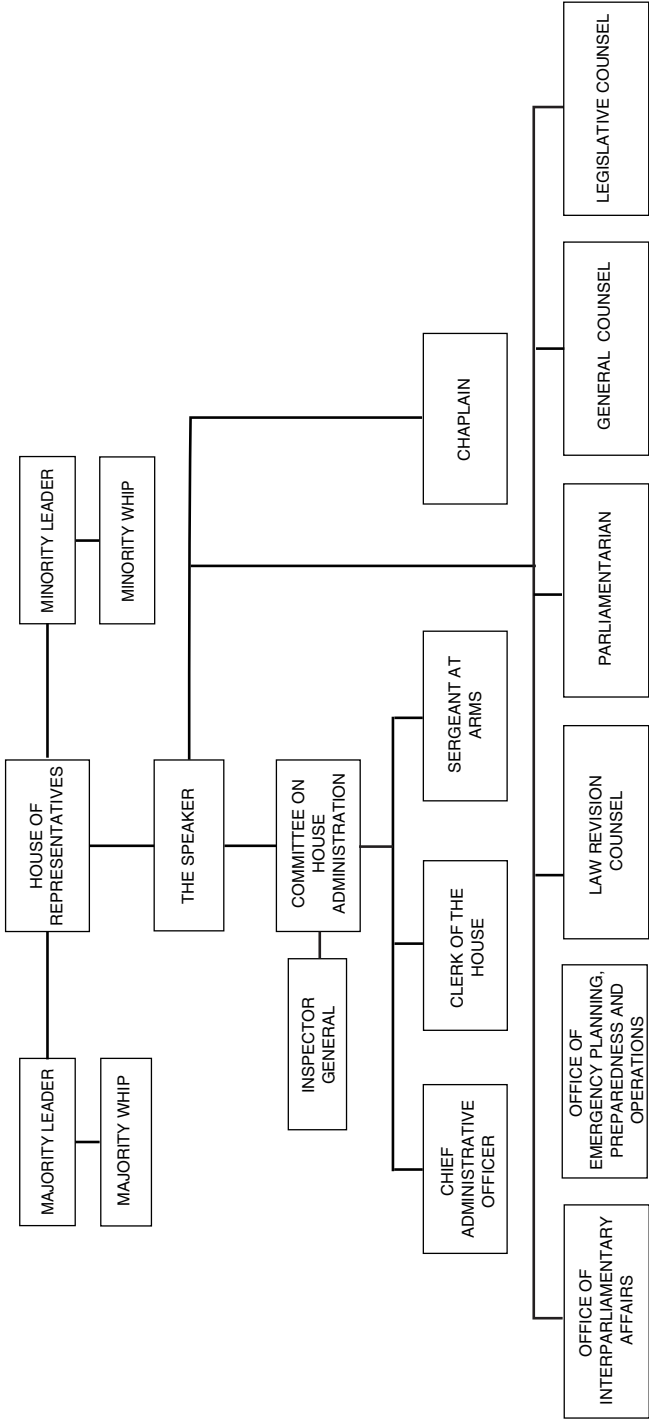 HOUSE OF
REPRESENTATIVES
MAJORITY LEADER
MAJORITY WHIP
MINORITY LEADER
MINORITY WHIP
THE SPEAKER
COMMITTEE ON
HOUSE
ADMINISTRATION
INSPECTOR
GENERAL
CHIEF
ADMINISTRATIVE
OFFICER
CLERK OF THE
HOUSE
SERGEANT AT
ARMS
CHAPLAIN
OFFICE OF
INTERPARLIAMENTARY
AFFAIRS
OFFICE OF
EMERGENCY PLANNING,
PREPAREDNESS AND
OPERATIONS
LAW REVISION
COUNSEL
PARLIAMENTARIAN
GENERAL COUNSEL
LEGISLATIVE COUNSEL